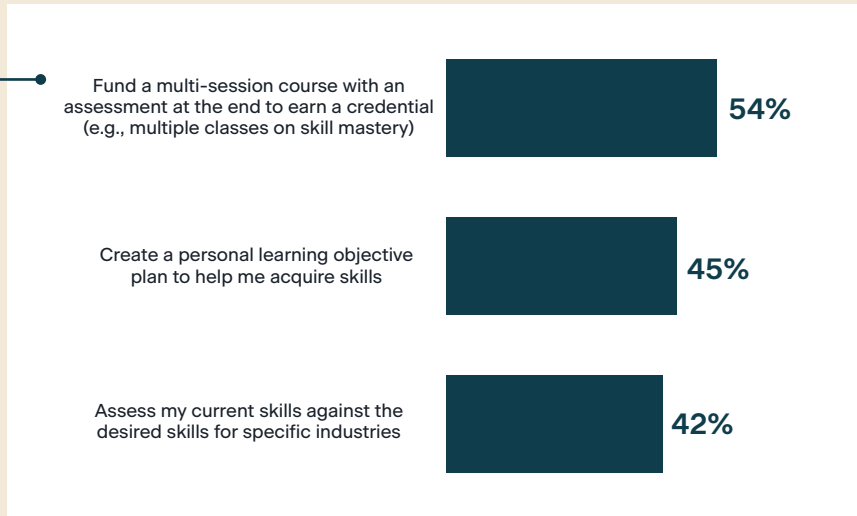 Fund a multi-session course with an
assessment at the end to earn a credential
(e.g., multiple classes on skill mastery)
54%
Create a personal learning objective
plan to help me acquire skills
45%
Assess my current skills against the
desired skills for specific industries
42%